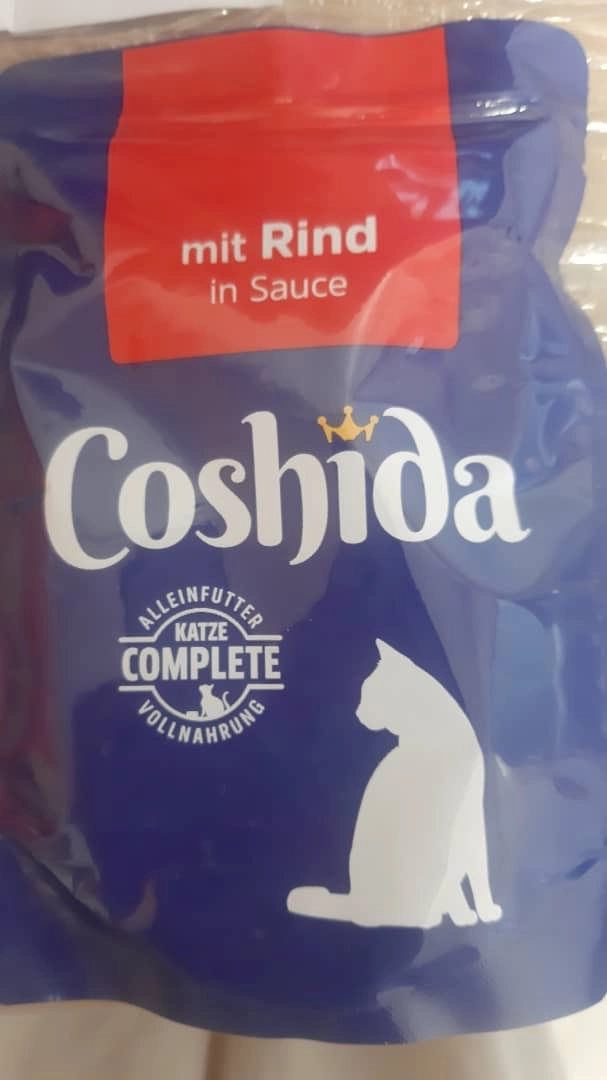 mit Rind
in Sauce
Coshida
ALLEINFUTTER
KATZE
COMPLETE
VOLLNAHRUNG